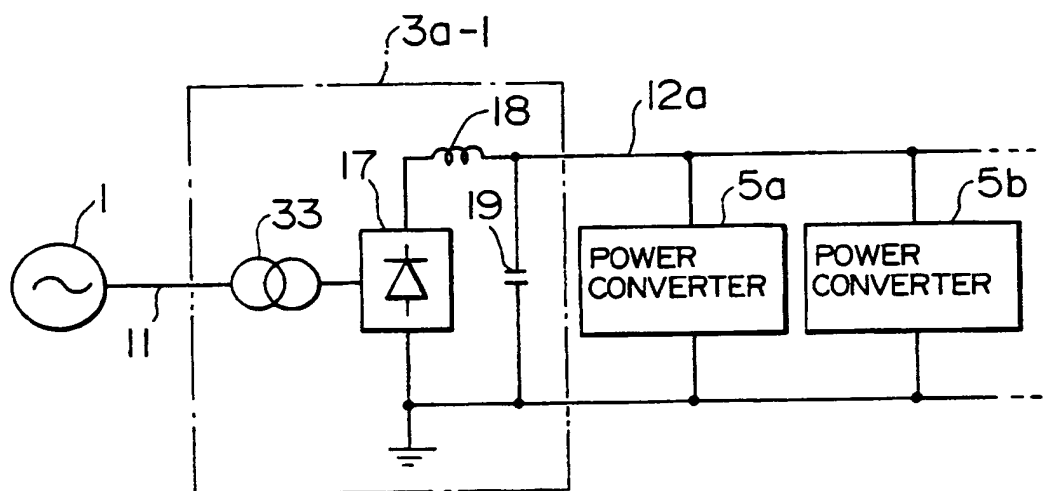 3a-1
18
12a
17
5a
5b
1
33
19
POWER
CONVERTER
POWER
CONVERTER
11